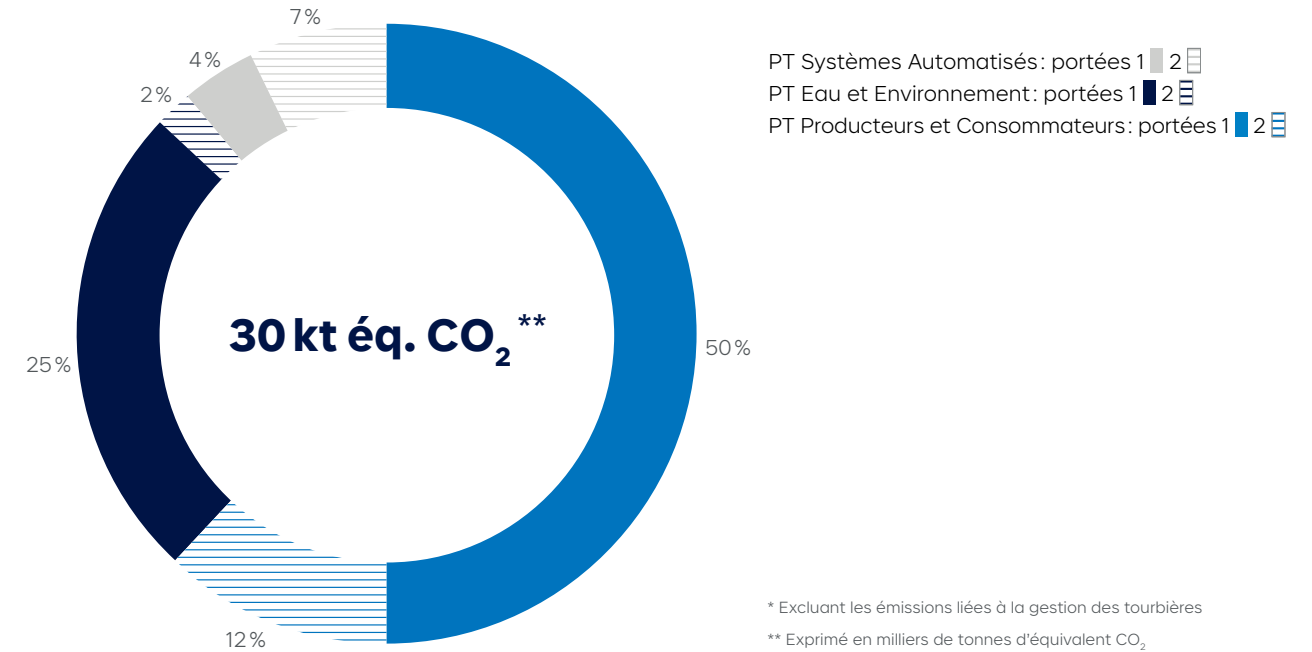 7 %
4 %
2 %
25 %
30 kt éq. CO2 **
50 %
12 %
PT Systèmes Automatisés : portées 1 2
PT Eau et Environnement : portées 1 2
PT Producteurs et Consommateurs : portées 1 2
* Excluant les émissions liées à la gestion des tourbières
** Exprimé en milliers de tonnes d'équivalent CO2